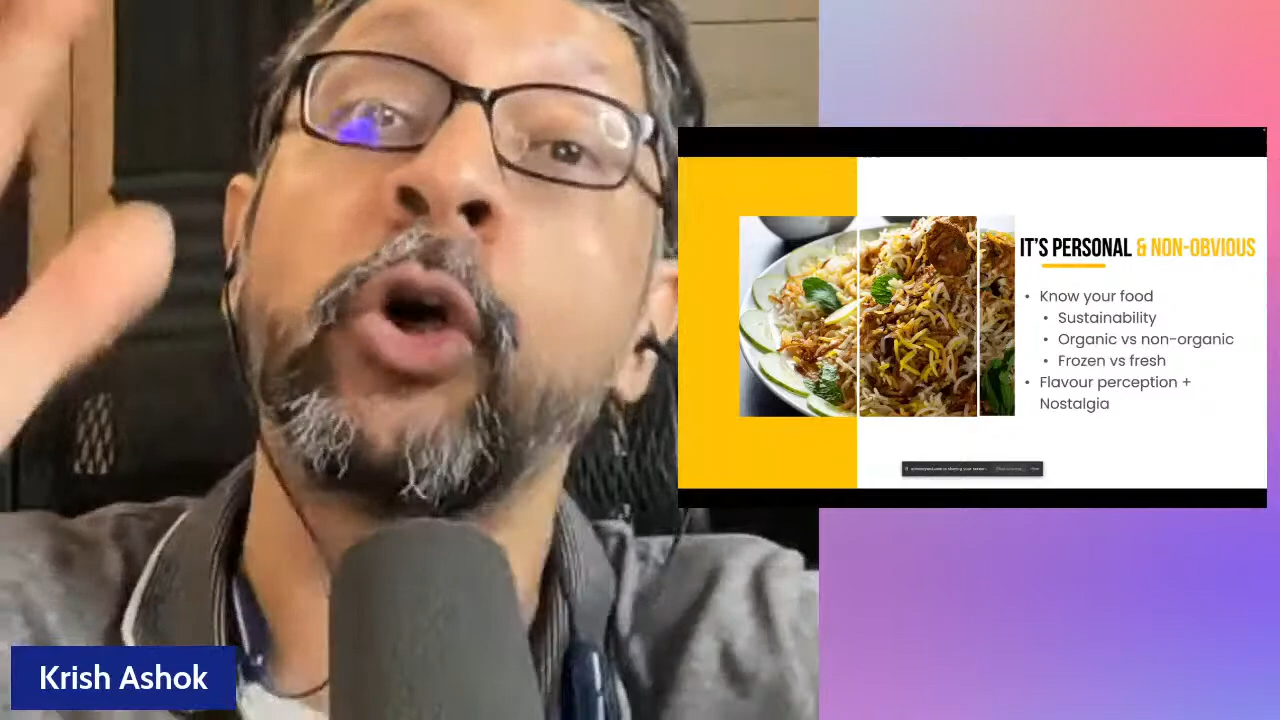 IT'S PERSONAL & NON-OBVIOUS
• Know your food
• Sustainability
• Organic vs non-organic
• Frozen vs fresh
• Flavour perception +
Nostalgia
Krish Ashok